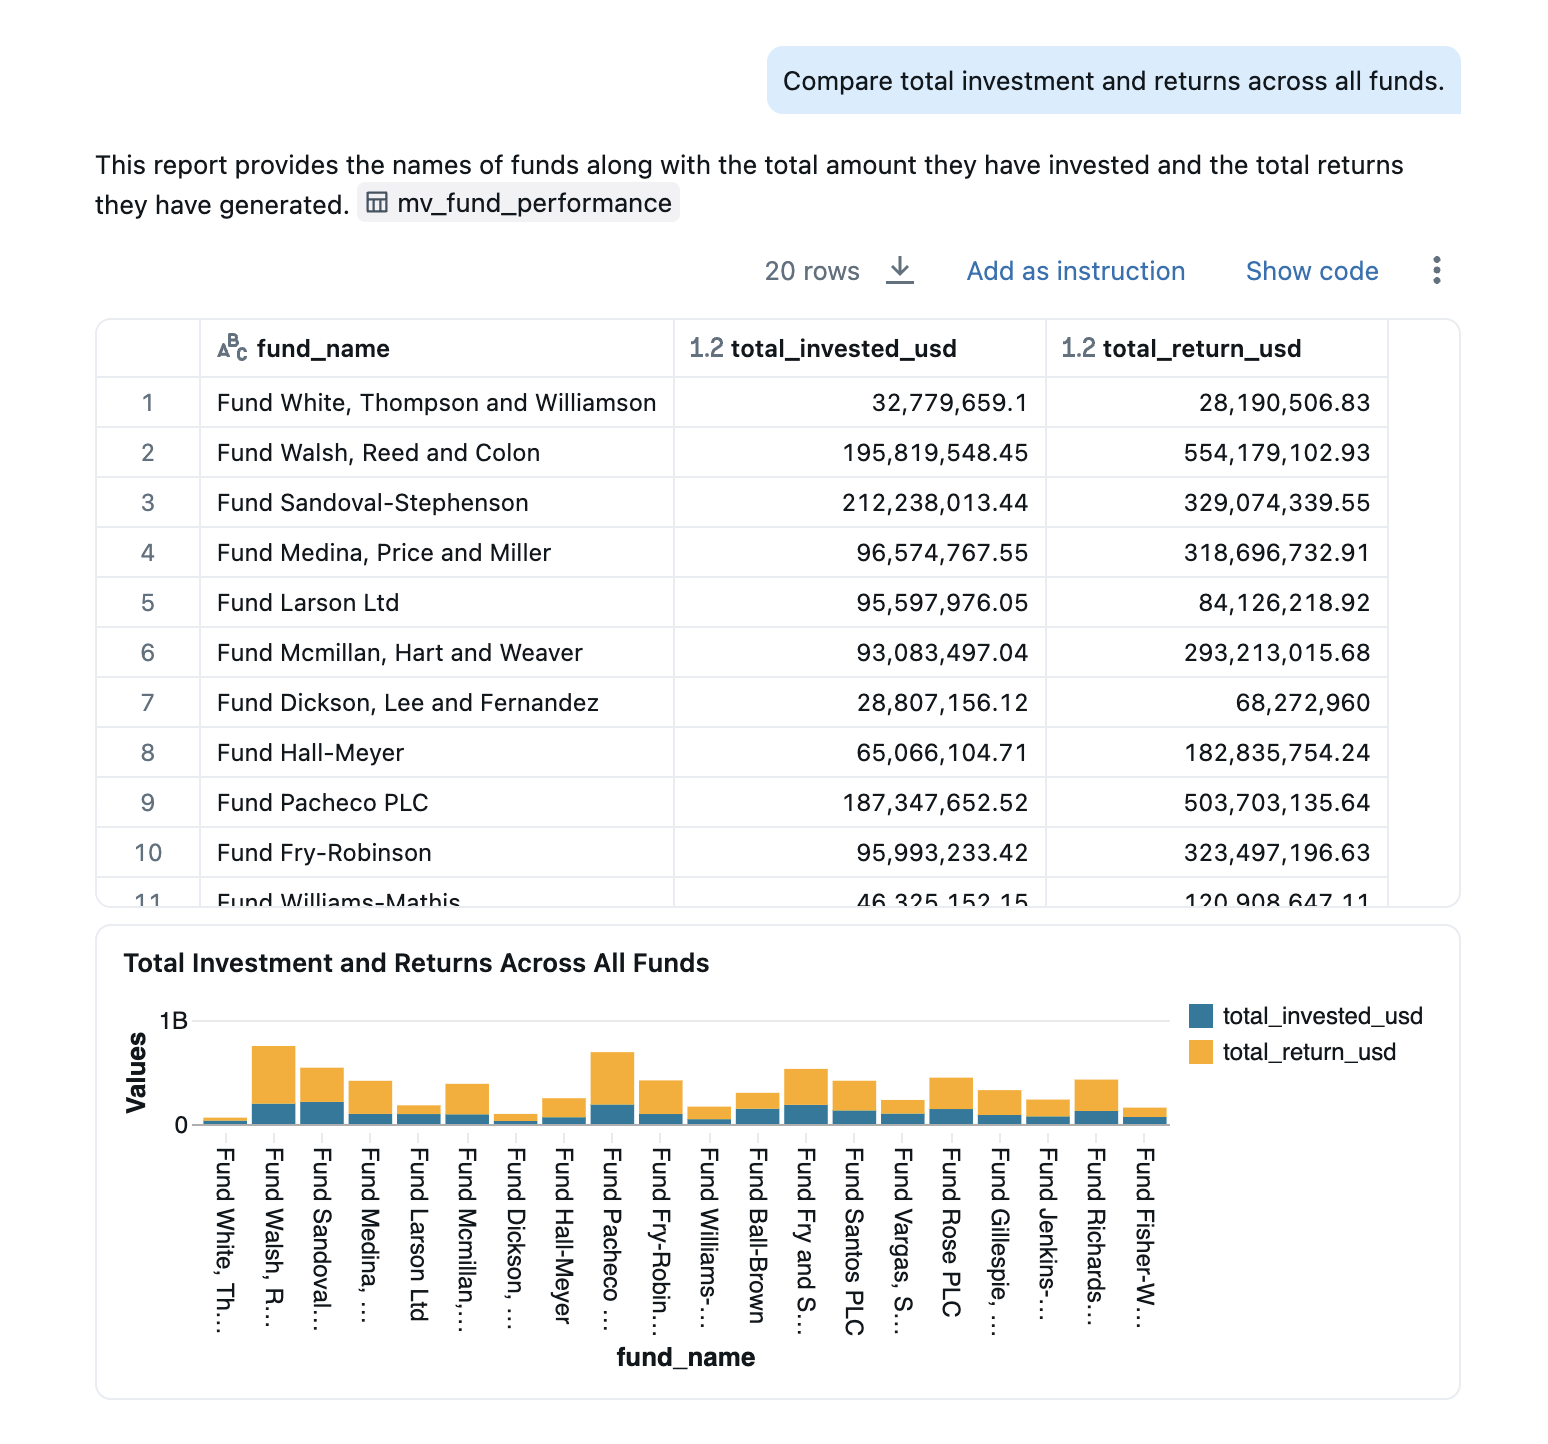 Compare total investment and returns across all funds.
This report provides the names of funds along with the total amount they have invested and the total returns
they have generated. mv_fund_performance
20 rows Add as instruction Show code
ABC fund_name 1.2 total_invested_usd 1.2 total_return_usd
1 Fund White, Thompson and Williamson 32,779,659.1 28,190,506.83
2 Fund Walsh, Reed and Colon 195,819,548.45 554,179,102.93
3 Fund Sandoval-Stephenson 212,238,013.44 329,074,339.55
4 Fund Medina, Price and Miller 96,574,767.55 318,696,732.91
5 Fund Larson Ltd 95,597,976.05 84,126,218.92
6 Fund Mcmillan, Hart and Weaver 93,083,497.04 293,213,015.68
7 Fund Dickson, Lee and Fernandez 28,807,156.12 68,272,960
8 Fund Hall-Meyer 65,066,104.71 182,835,754.24
9 Fund Pacheco PLC 187,347,652.52 503,703,135.64
10 Fund Fry-Robinson 95,993,233.42 323,497,196.63
11 Fund Williams-Mathis 46,325,152.15 120,908,647.11
Total Investment and Returns Across All Funds
total_invested_usd
total_return_usd
Values
1B
0
Fund White, Th...
Fund Walsh, R...
Fund Sandoval...
Fund Medina, ...
Fund Larson Ltd
Fund Mcmillan,...
Fund Dickson, ...
Fund Hall-Meyer
Fund Pacheco ...
Fund Fry-Robin...
Fund Williams-...
Fund Ball-Brown
Fund Fry and S...
Fund Santos PLC
Fund Vargas, S...
Fund Rose PLC
Fund Gillespie, ...
Fund Jenkins-...
Fund Richards...
Fund Fisher-W...
fund_name